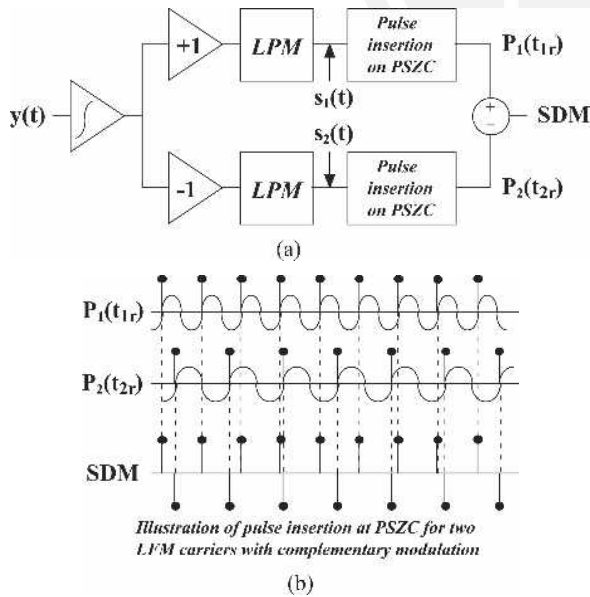 (a)
+1
LPM
Pulse
insertion
on PSZC
P₁(t₁ᵣ)
s₁(t)
y(t)
∫
+
−
SDM
s₂(t)
-1
LPM
Pulse
insertion
on PSZC
P₂(t₂ᵣ)
(a)
P₁(t₁ᵣ)
P₂(t₂ᵣ)
SDM
Illustration of pulse insertion at PSZC for two
LFM carriers with complementary modulation
(b)